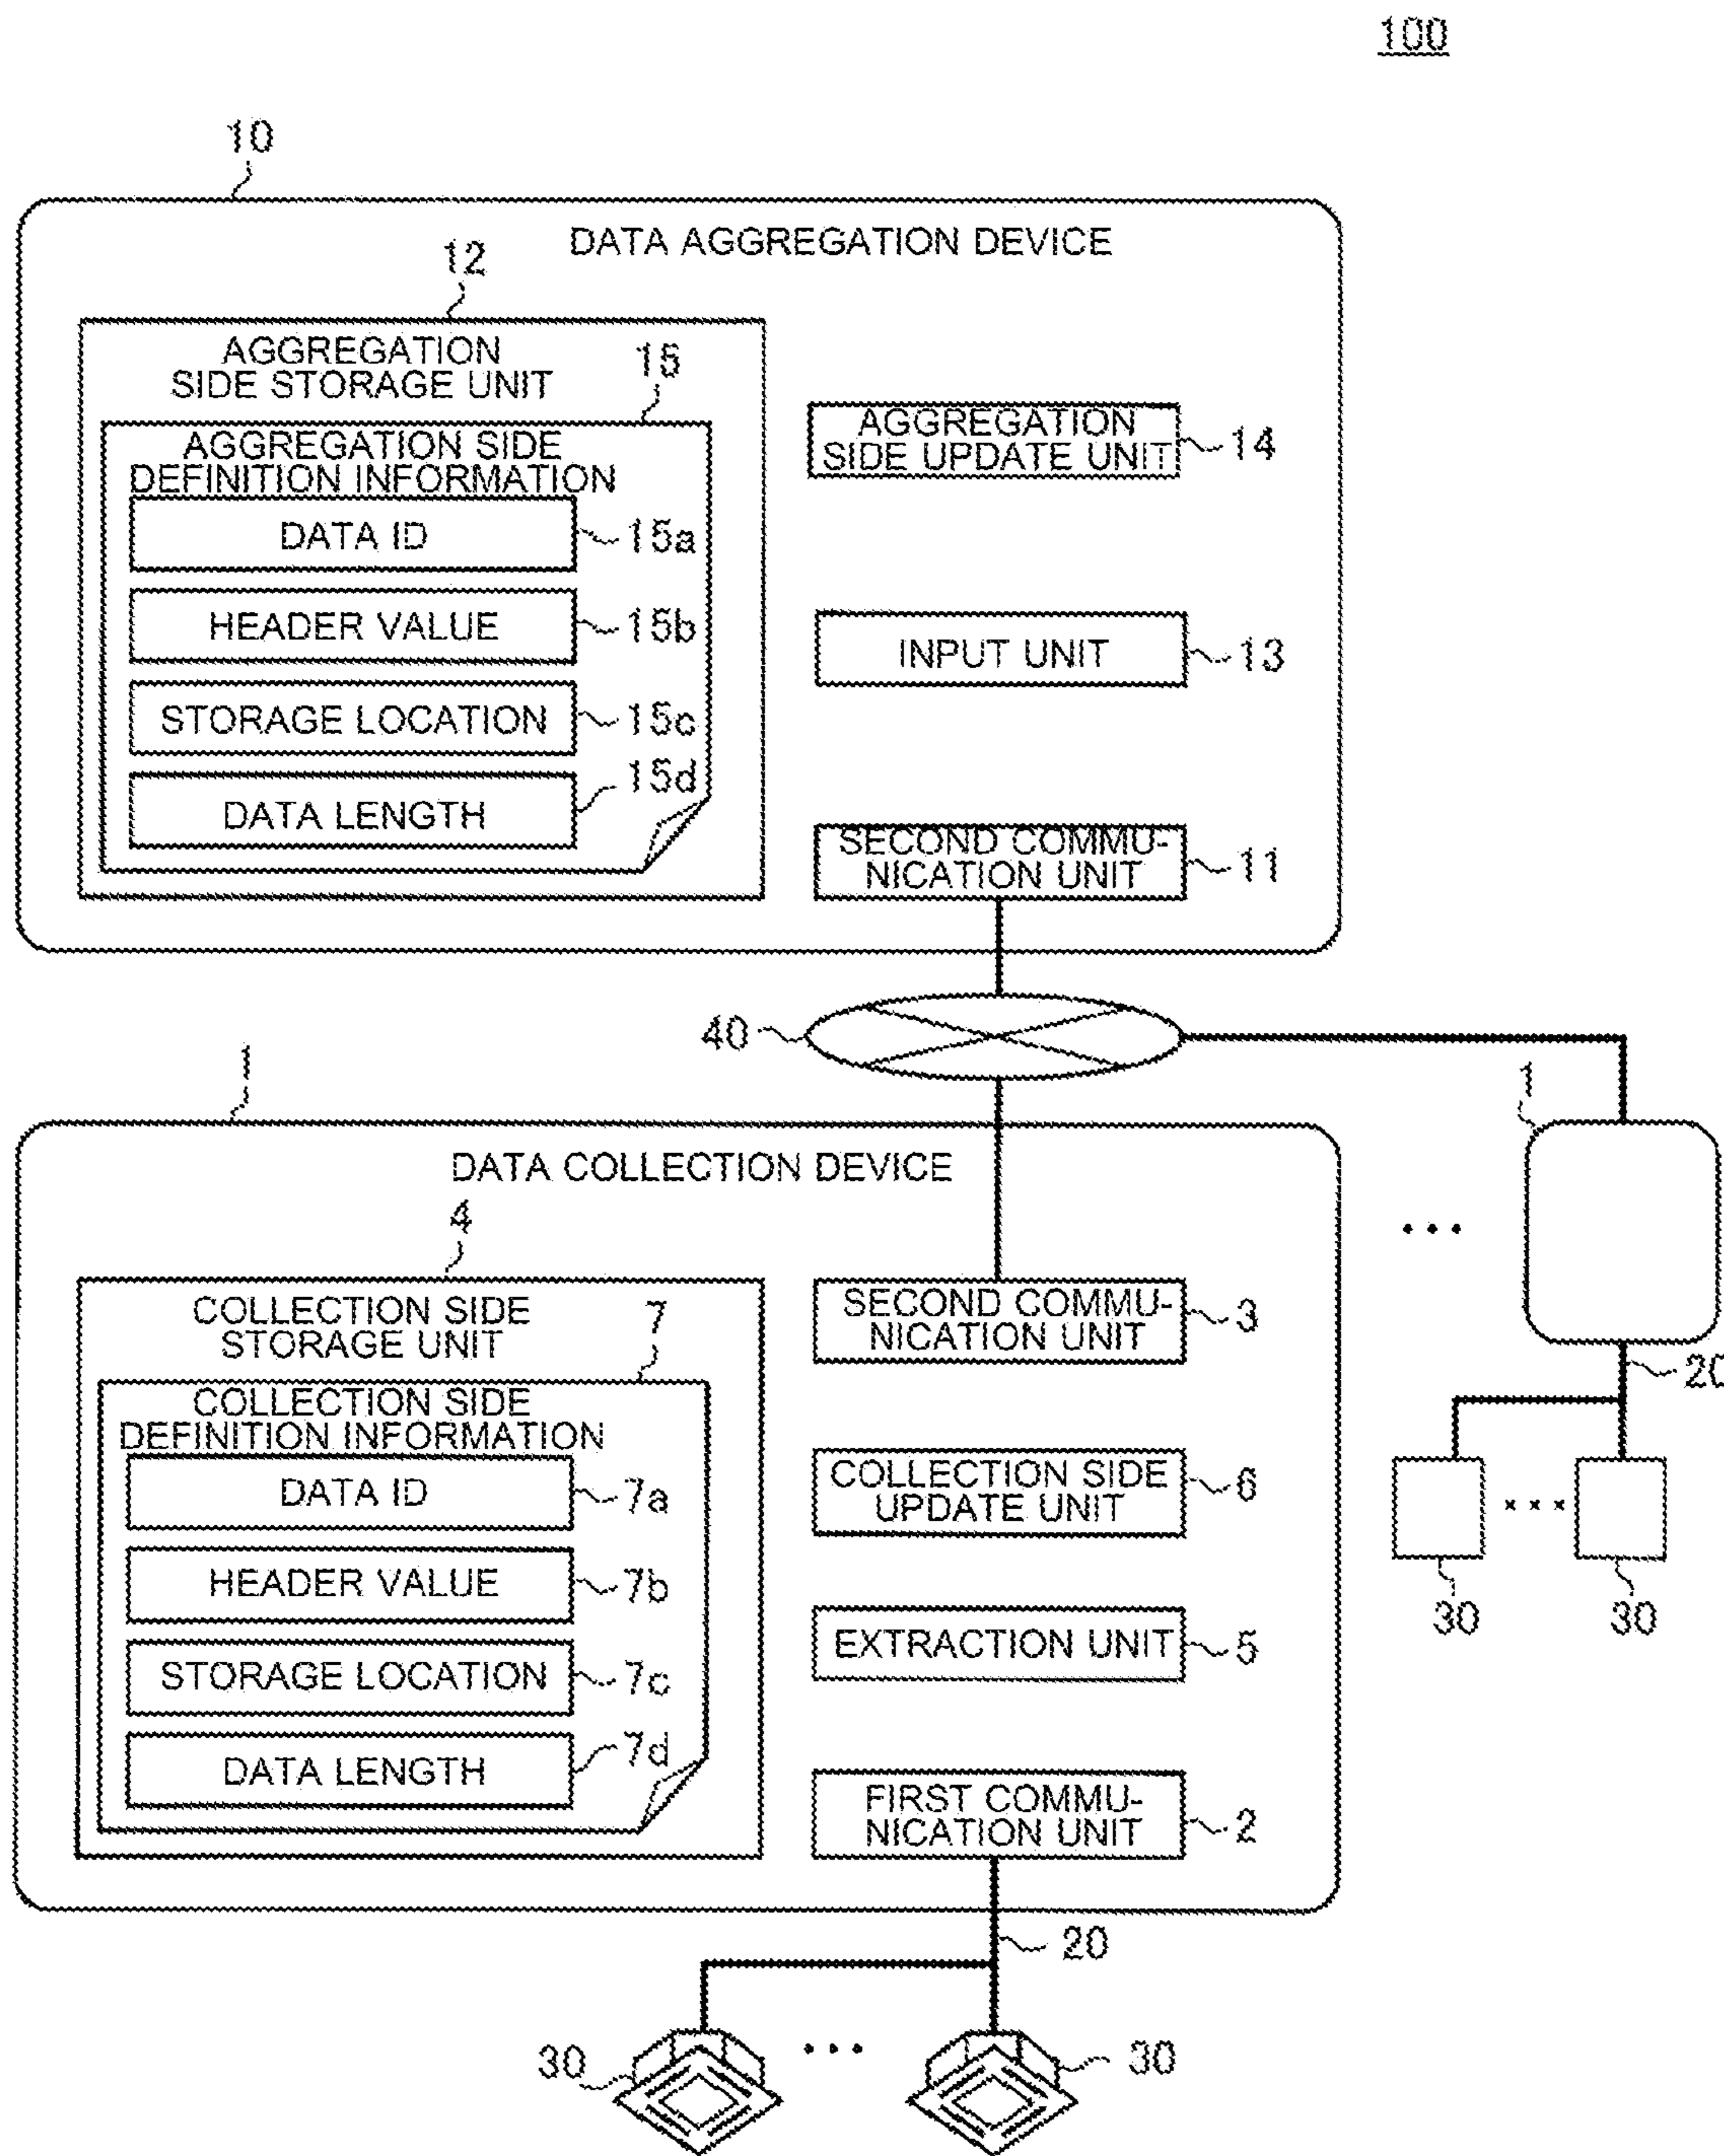 100
10
DATA AGGREGATION DEVICE
12
AGGREGATION
SIDE STORAGE UNIT
15
AGGREGATION SIDE
DEFINITION INFORMATION
DATA ID
15a
HEADER VALUE
15b
STORAGE LOCATION
15c
DATA LENGTH
15d
AGGREGATION
SIDE UPDATE UNIT
14
INPUT UNIT
13
SECOND COMMU-
NICATION UNIT
11
40
1
DATA COLLECTION DEVICE
4
COLLECTION SIDE
STORAGE UNIT
7
COLLECTION SIDE
DEFINITION INFORMATION
DATA ID
7a
HEADER VALUE
7b
STORAGE LOCATION
7c
DATA LENGTH
7d
SECOND COMMU-
NICATION UNIT
3
COLLECTION SIDE
UPDATE UNIT
6
EXTRACTION UNIT
5
FIRST COMMU-
NICATION UNIT
2
1
...
20
...
30
30
20
30
...
30